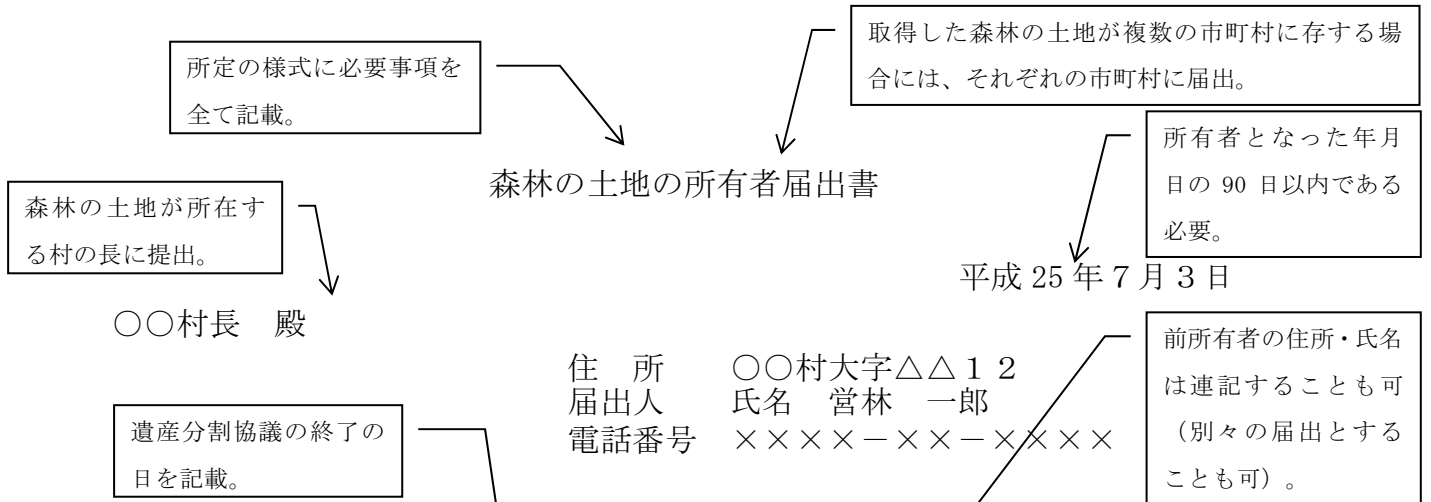 取得した森林の土地が複数の市町村に存する場
合には、それぞれの市町村に届出。
所定の様式に必要事項を
全て記載。
所有者となった年月
日の 90 日以内である
必要。
森林の土地の所有者届出書
森林の土地が所在す
る村の長に提出。
平成 25 年７月３日
○○村長　殿
前所有者の住所・氏名
は連記することも可
（別々の届出とする
ことも可）。
住　所　　○○村大字△△１２
届出人　　氏名　営林　一郎
電話番号　××××－××－××××
遺産分割協議の終了の
日を記載。